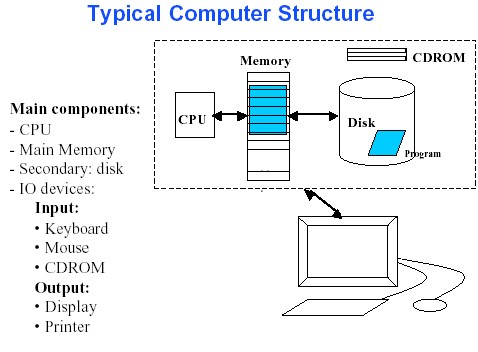 Typical Computer Structure
Main components:
- CPU
- Main Memory
- Secondary: disk
- IO devices:
Input:
• Keyboard
• Mouse
• CDROM
Output:
• Display
• Printer
Memory
CDROM
CPU
Disk
Program